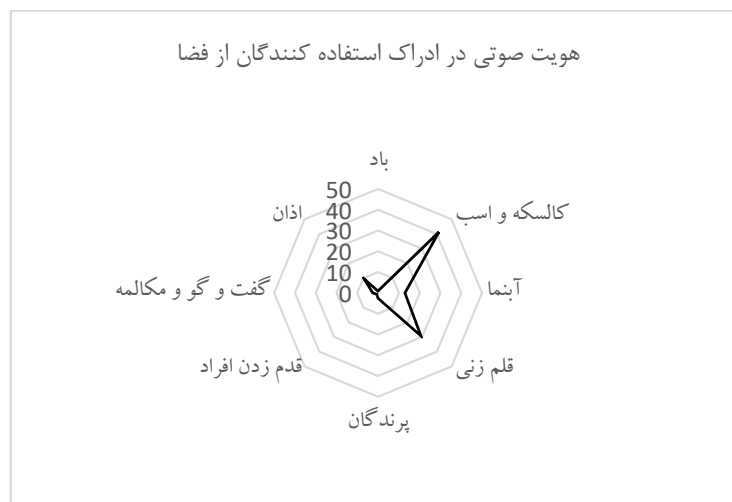 هویت صوتی در ادراک استفاده کنندگان از فضا
باد
50
40
30
20
10
0
کالسکه و اسب
آبنما
قلم زنی
پرندگان
قدم زدن افراد
گفت و گو و مکالمه
اذان